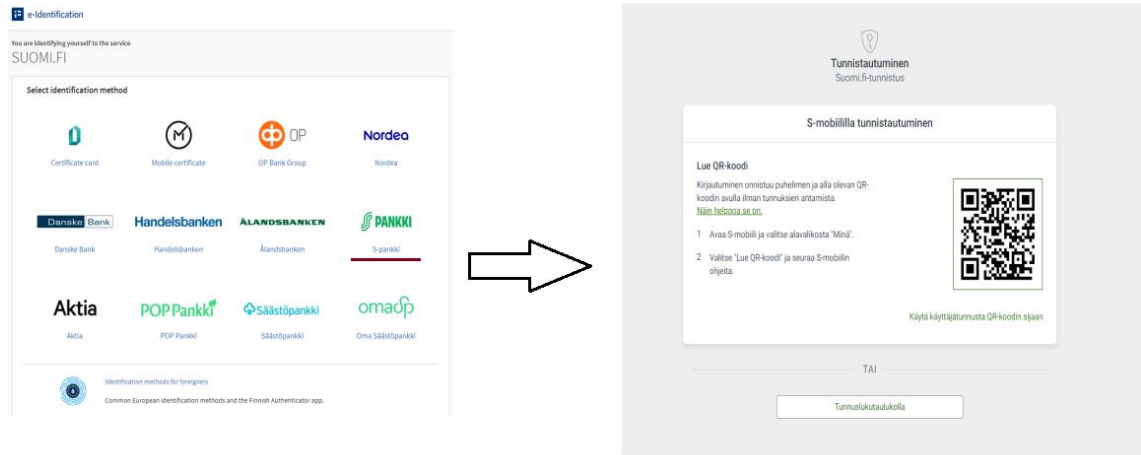 e-Identification
You are identifying yourself to the service
SUOMI.FI
Select identification method
OP
Nordea
Certificate card
Mobile certificate
OP Bank Group
Nordea
Danske Bank
Handelsbanken
ÅLANDSBANKEN
S PANKKI
Danske Bank
Handelsbanken
Ålandsbanken
S-pankki
Aktia
POP Pankki
Säästöpankki
omasp
Aktia
POP Pankki
Säästöpankki
Oma Säästöpankki
Identification methods for foreigners
Common European identification methods and the Finnish Authenticator app.
Tunnistautuminen
Suomi.fi-tunnistus
S-mobiililla tunnistautuminen
Lue QR-koodi
Kirjautuminen onnistuu puhelimen ja alla olevan QR-
koodin avulla ilman tunnuksien antamista.
Näin helppoa se on.
1 Avaa S-mobiili ja valitse alavalikosta "Minä".
2 Valitse "Lue QR-koodi" ja seuraa S-mobiilin
ohjeita.
Käytä käyttäjätunnusta QR-koodin sijaan
TAI
Tunnuslukutaulukolla